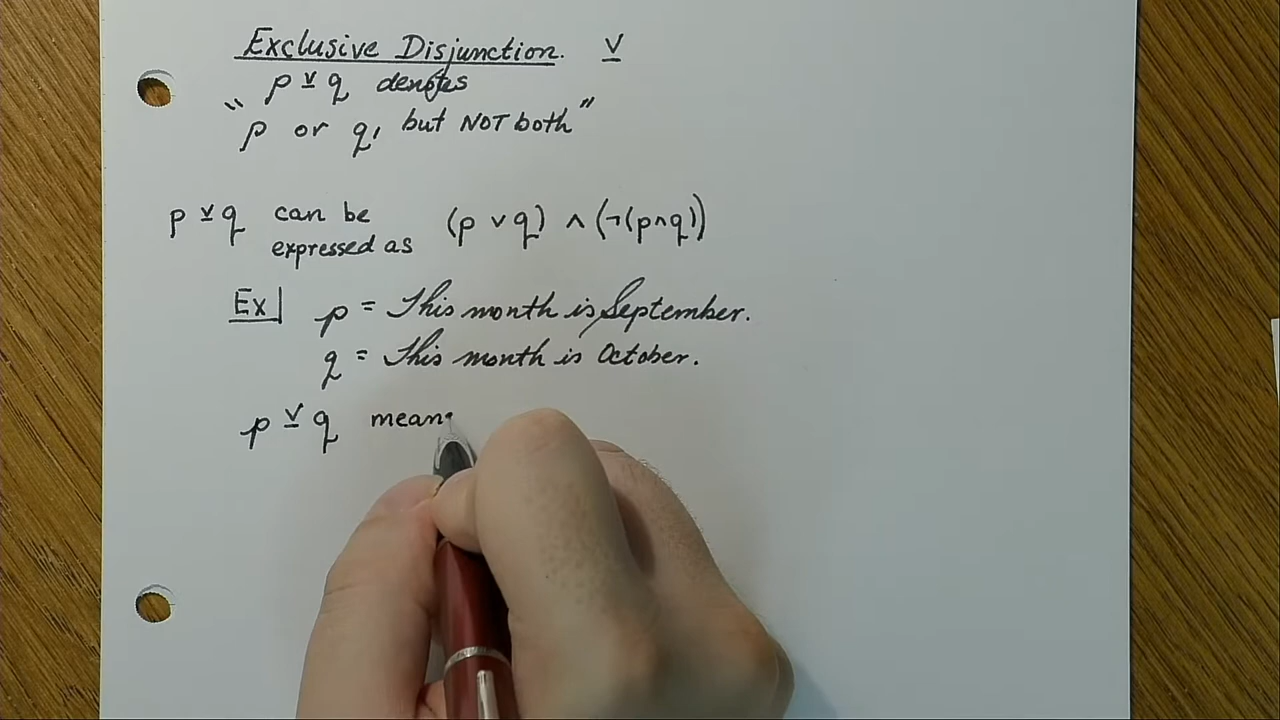 Exclusive Disjunction. ⊻
p ⊻ q denotes
"p or q, but NOT both"
p ⊻ q can be
expressed as (p ∨ q) ∧ (¬(p∧q))
Ex| p = This month is September.
q = This month is October.
p ⊻ q mean